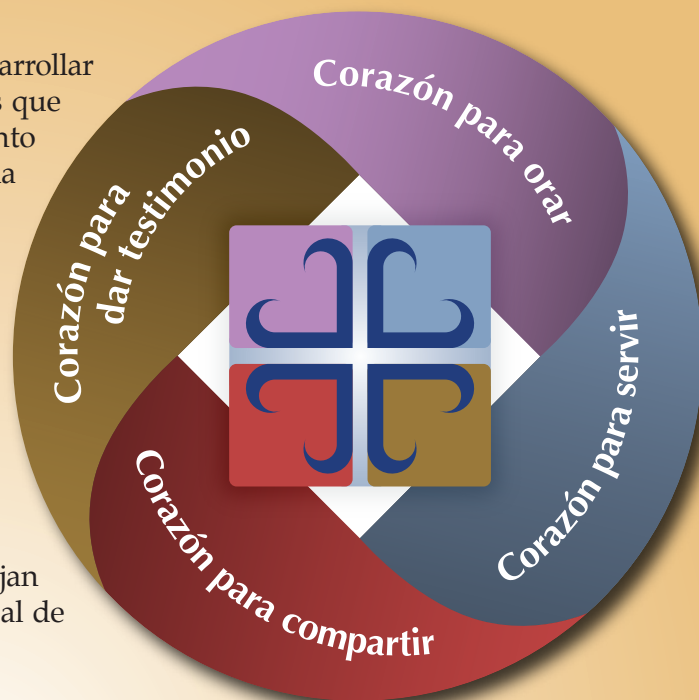 arrollar
que
nto
a
jan
al de
Corazón para orar
Corazón para servir
Corazón para compartir
Corazón para
dar testimonio